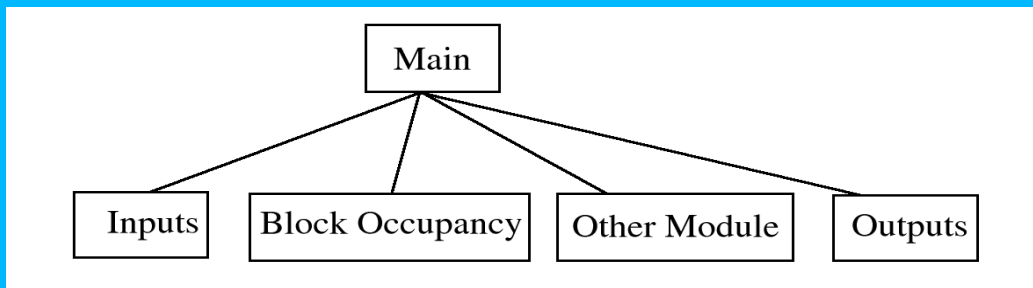 Main
Inputs
Block Occupancy
Other Module
Outputs